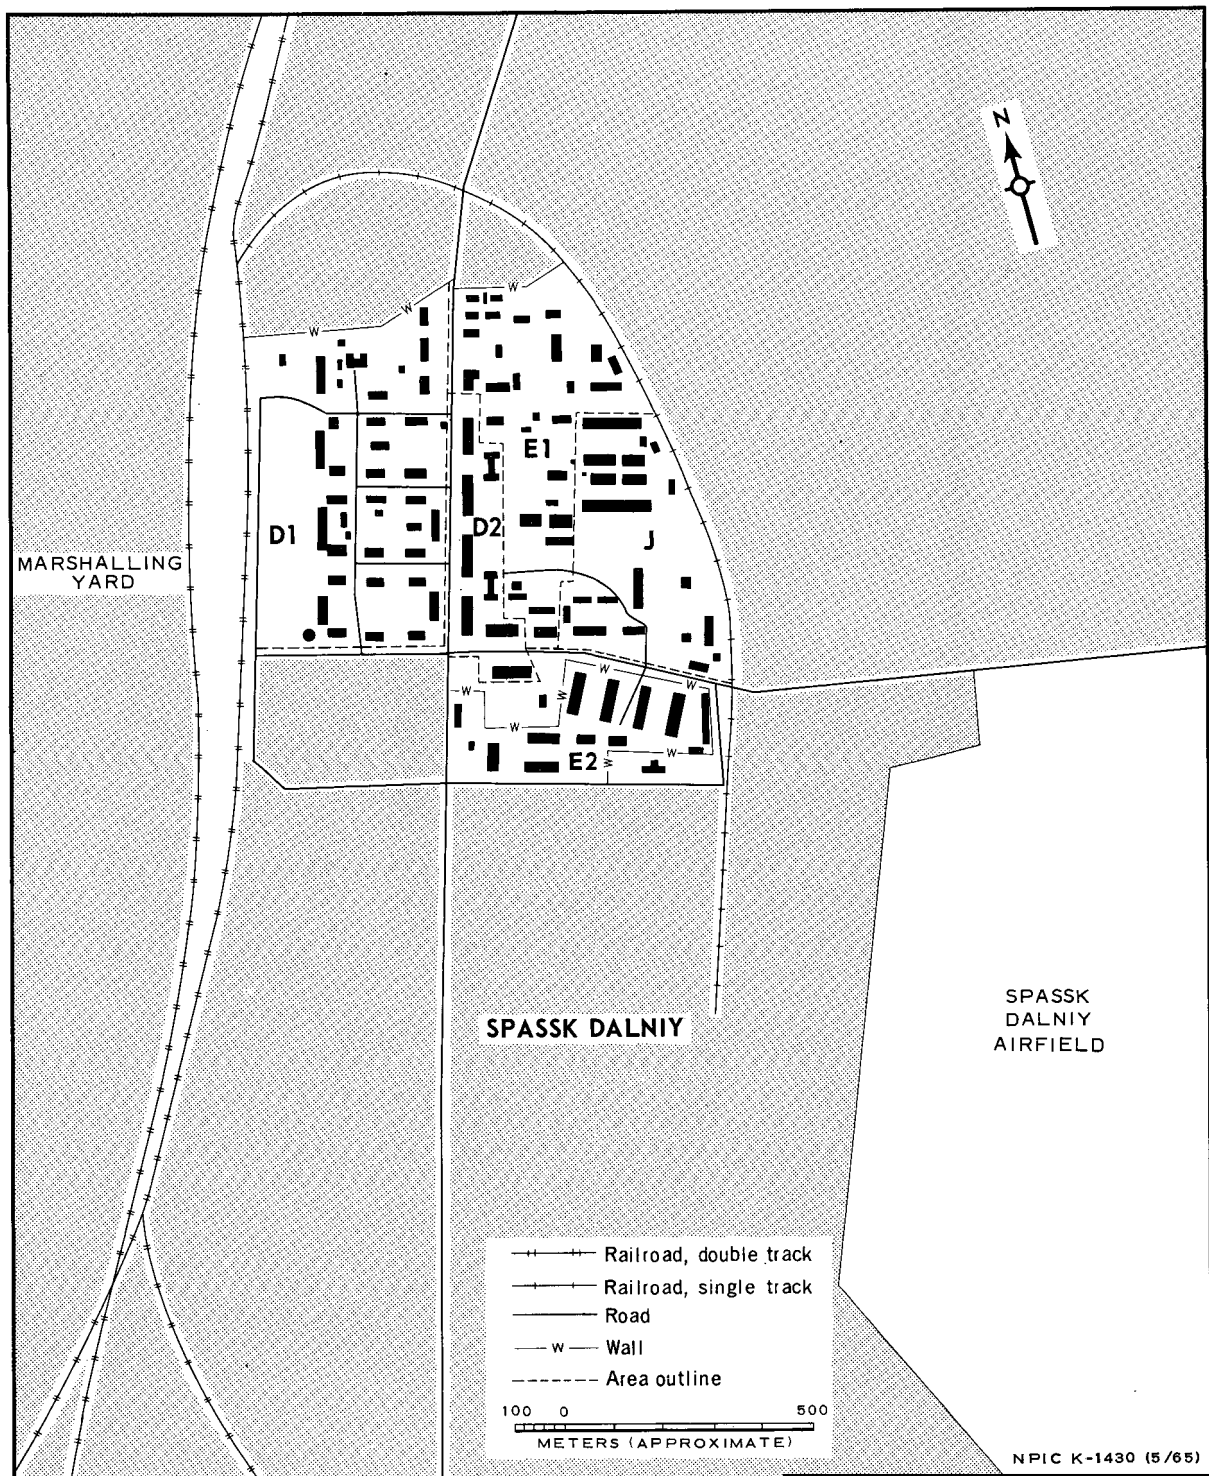 N
W
W
W
E1
D2
J
D1
MARSHALLING
YARD
W
W
W
W
W
W
E2
W
SPASSK DALNIY
SPASSK
DALNIY
AIRFIELD
Railroad, double track
Railroad, single track
Road
W Wall
Area outline
100 0 500
METERS (APPROXIMATE)
NPIC K-1430 (5/65)